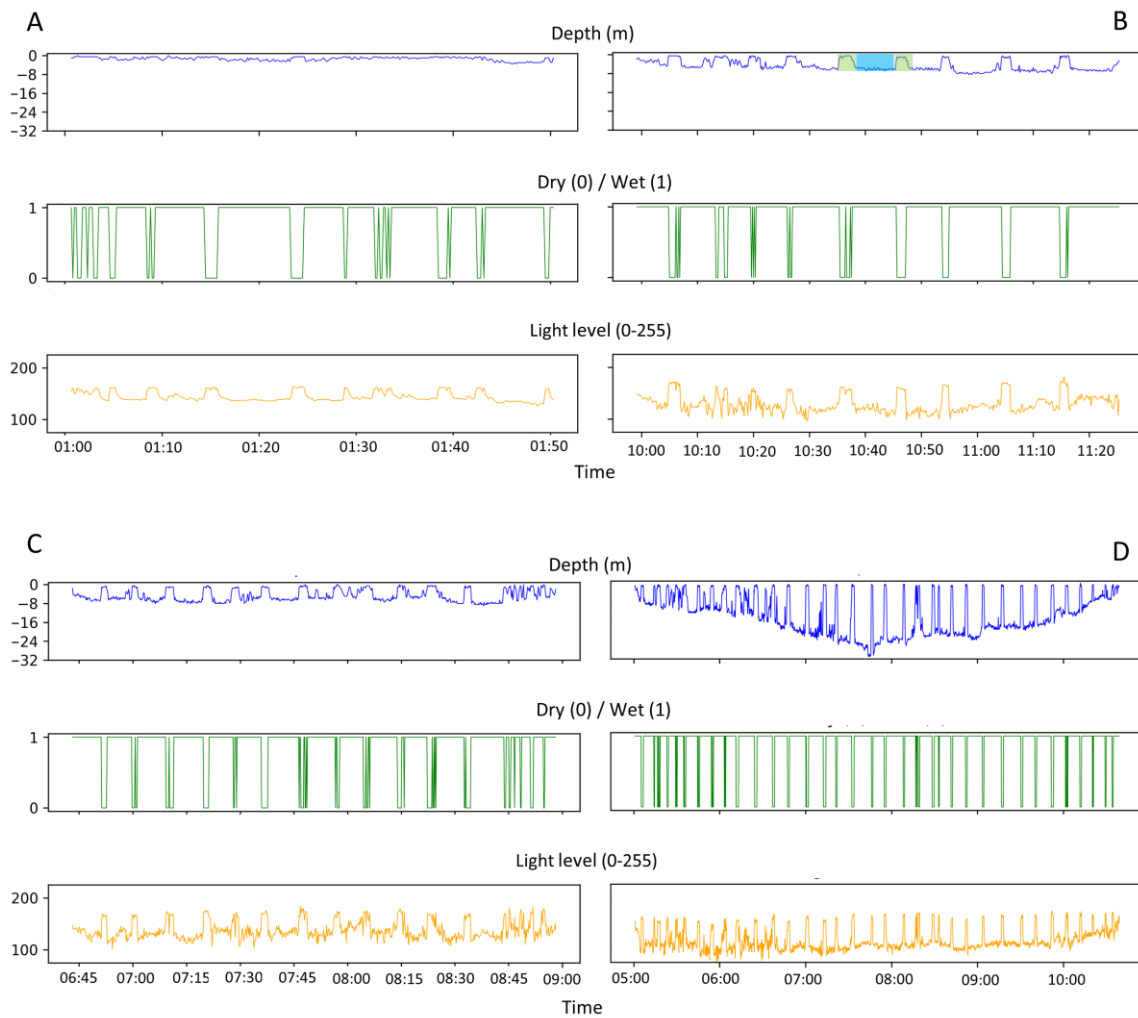 A
Depth (m)
B
0
−8
−16
−24
−32
Dry (0) / Wet (1)
1
0
Light level (0-255)
200
100
01:00 01:10 01:20 01:30 01:40 01:50
10:00 10:10 10:20 10:30 10:40 10:50 11:00 11:10 11:20
Time
C
Depth (m)
D
0
−8
−16
−24
−32
Dry (0) / Wet (1)
1
0
Light level (0-255)
200
100
06:45 07:00 07:15 07:30 07:45 08:00 08:15 08:30 08:45 09:00
05:00 06:00 07:00 08:00 09:00 10:00
Time